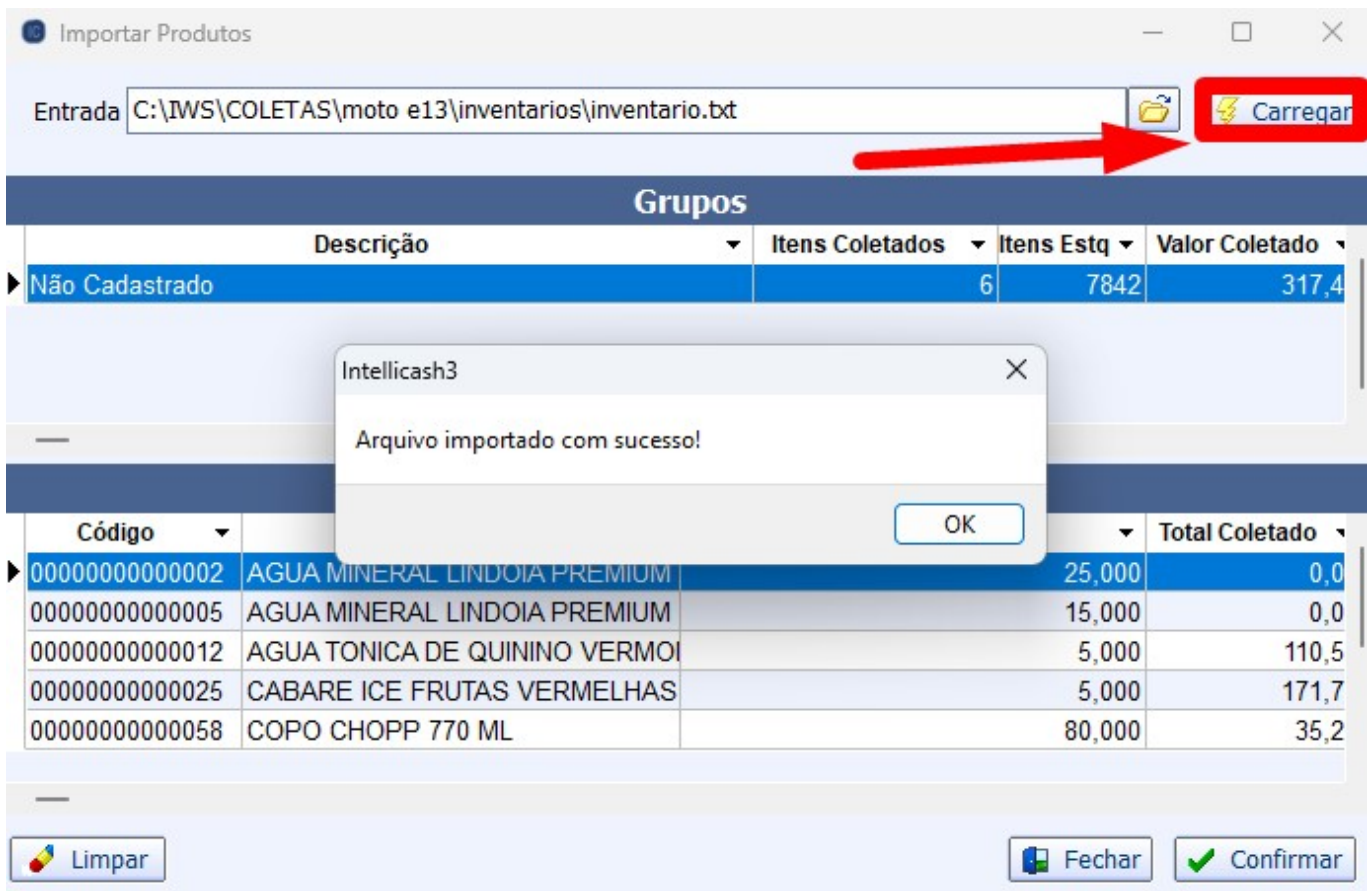 Importar Produtos
Entrada C:\IWS\COLETAS\moto e13\inventarios\inventario.txt Carregar
Grupos
Descrição Itens Coletados Itens Estq Valor Coletado
Não Cadastrado 6 7842 317,4
Intellicash3
Arquivo importado com sucesso!
OK
Código Total Coletado
00000000000002 AGUA MINERAL LINDOIA PREMIUM 25,000 0,0
00000000000005 AGUA MINERAL LINDOIA PREMIUM 15,000 0,0
00000000000012 AGUA TONICA DE QUININO 5,000 110,5
00000000000025 CABARE ICE FRUTAS VERMELHAS 5,000 171,7
00000000000058 COPO CHOPP 770 ML 80,000 35,2
Limpar Fechar Confirmar